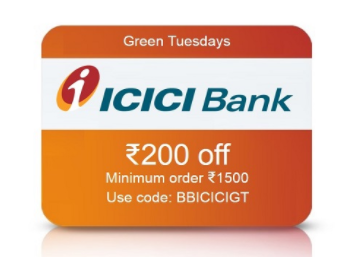 Green Tuesdays
ICICI Bank
₹200 off
Minimum order ₹1500
Use code: BBICICIGT